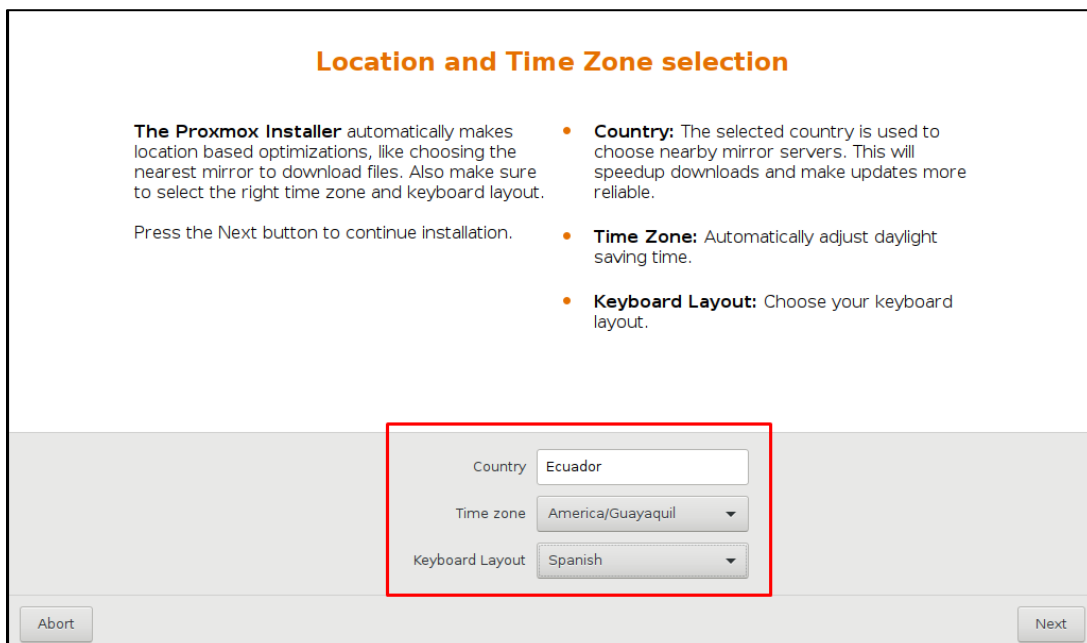 Location and Time Zone selection
The Proxmox Installer automatically makes
location based optimizations, like choosing the
nearest mirror to download files. Also make sure
to select the right time zone and keyboard layout.
Press the Next button to continue installation.
Country: The selected country is used to
choose nearby mirror servers. This will
speedup downloads and make updates more
reliable.
Time Zone: Automatically adjust daylight
saving time.
Keyboard Layout: Choose your keyboard
layout.
Country Ecuador
Time zone America/Guayaquil
Keyboard Layout Spanish
Abort Next